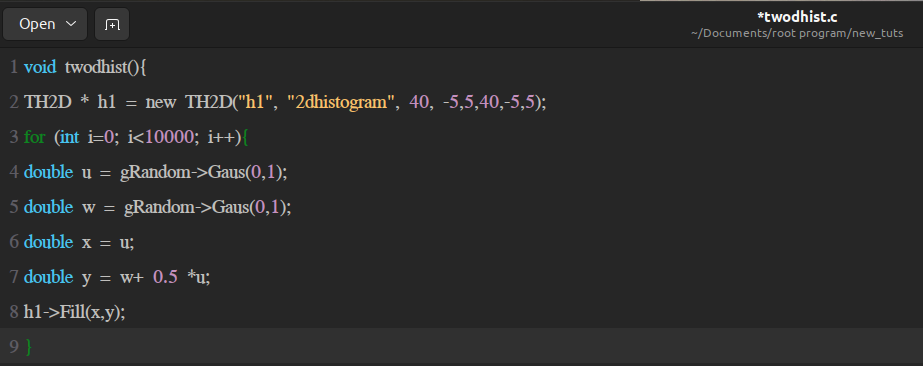 Open
*twodhist.c
~/Documents/root program/new_tuts
1 void twodhist(){
2 TH2D * h1 = new TH2D("h1", "2dhistogram", 40, -5,5,40,-5,5);
3 for (int i=0; i<10000; i++){
4 double u = gRandom->Gaus(0,1);
5 double w = gRandom->Gaus(0,1);
6 double x = u;
7 double y = w+ 0.5 *u;
8 h1->Fill(x,y);
9 }